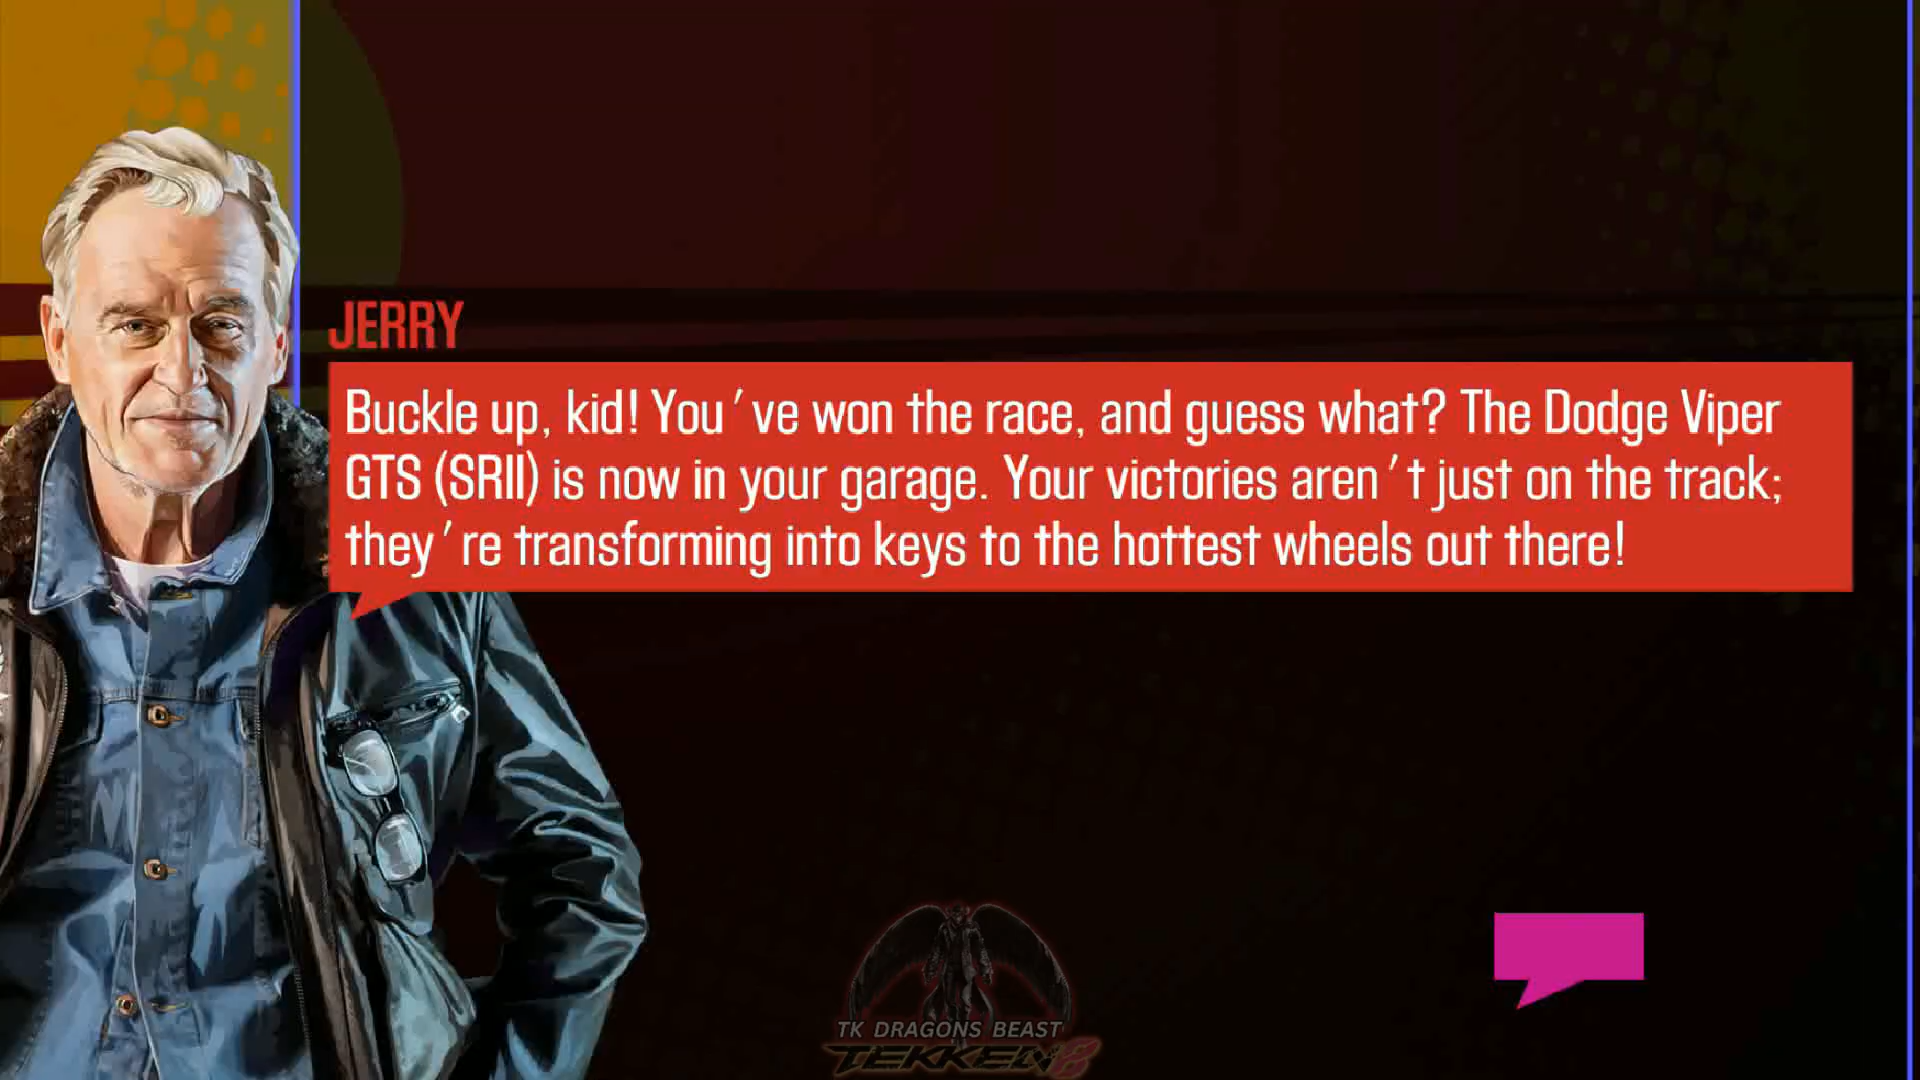 JERRY
Buckle up, kid! You've won the race, and guess what? The Dodge Viper
GTS (SRII) is now in your garage. Your victories aren't just on the track;
they're transforming into keys to the hottest wheels out there!
TK DRAGONS BEAST
TEKKEN 8